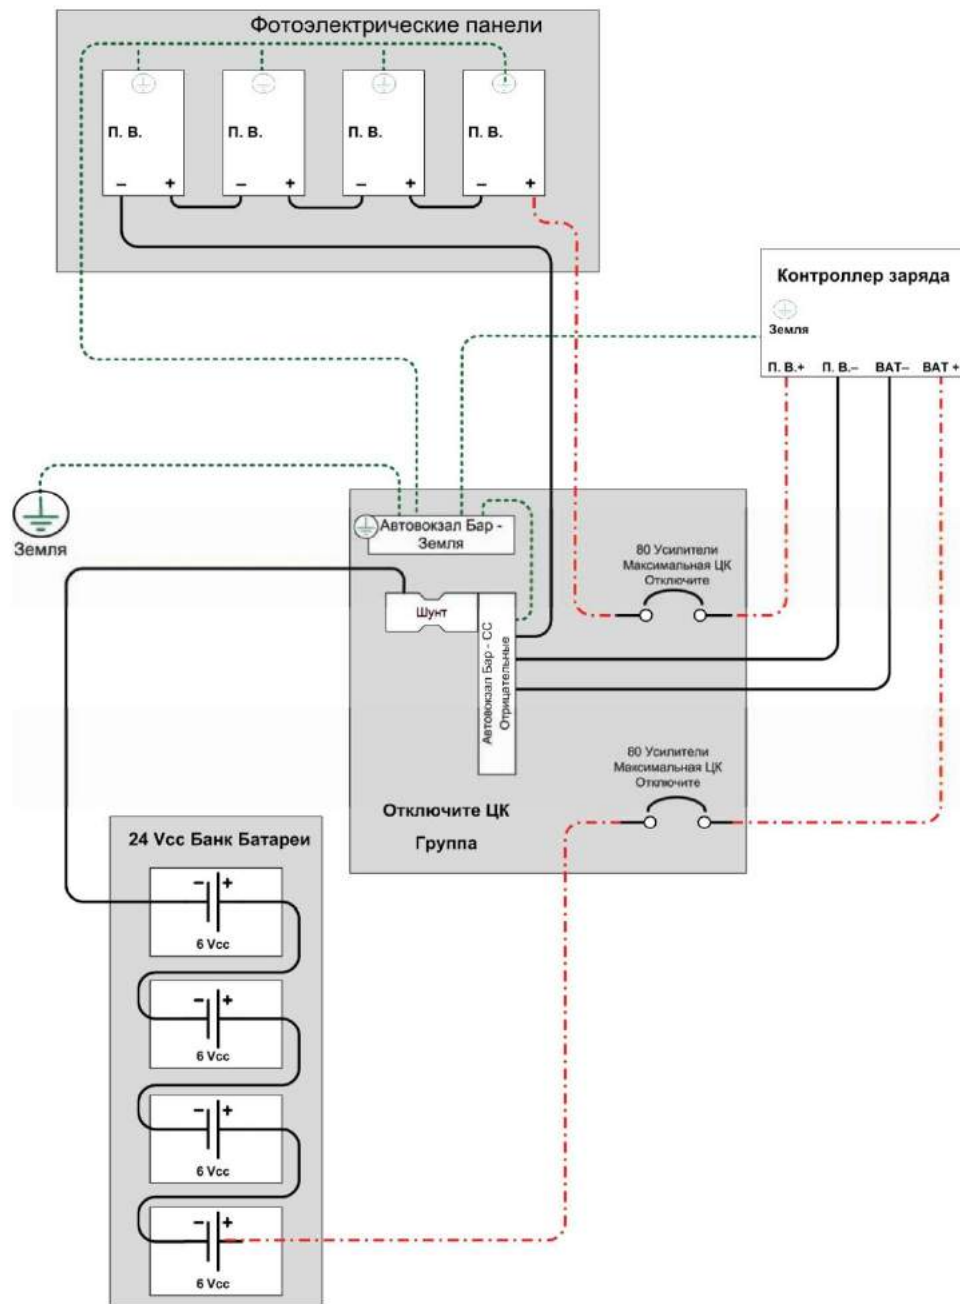 Фотоэлектрические панели
П. В.
П. В.
П. В.
П. В.
– +
– +
– +
– +
Контроллер заряда
Земля
П. В.+ П. В.– BAT– BAT +
Земля
Автовокзал Бар -
Земля
Шунт
Автовокзал Бар - СС
Отрицательные
80 Усилители
Максимальная ЦК
Отключите
80 Усилители
Максимальная ЦК
Отключите
Отключите ЦК
Группа
24 Vcc Банк Батареи
– +
6 Vcc
– +
6 Vcc
– +
6 Vcc
– +
6 Vcc